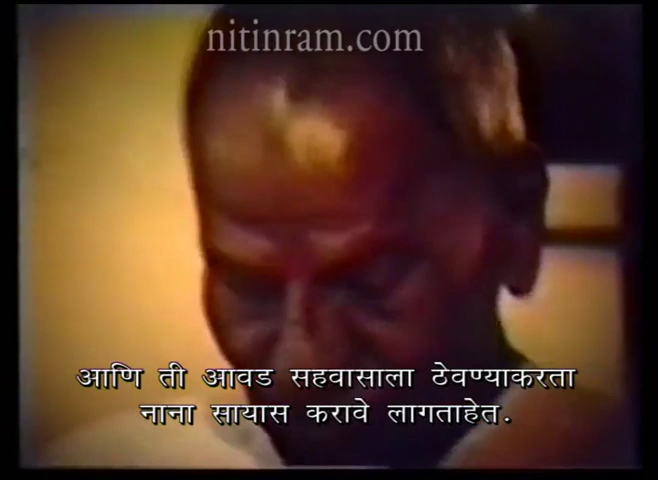 nitinram.com
आणि ती आवड सहवासाला ठेवण्याकरता
नाना सायास करावे लागताहेत.